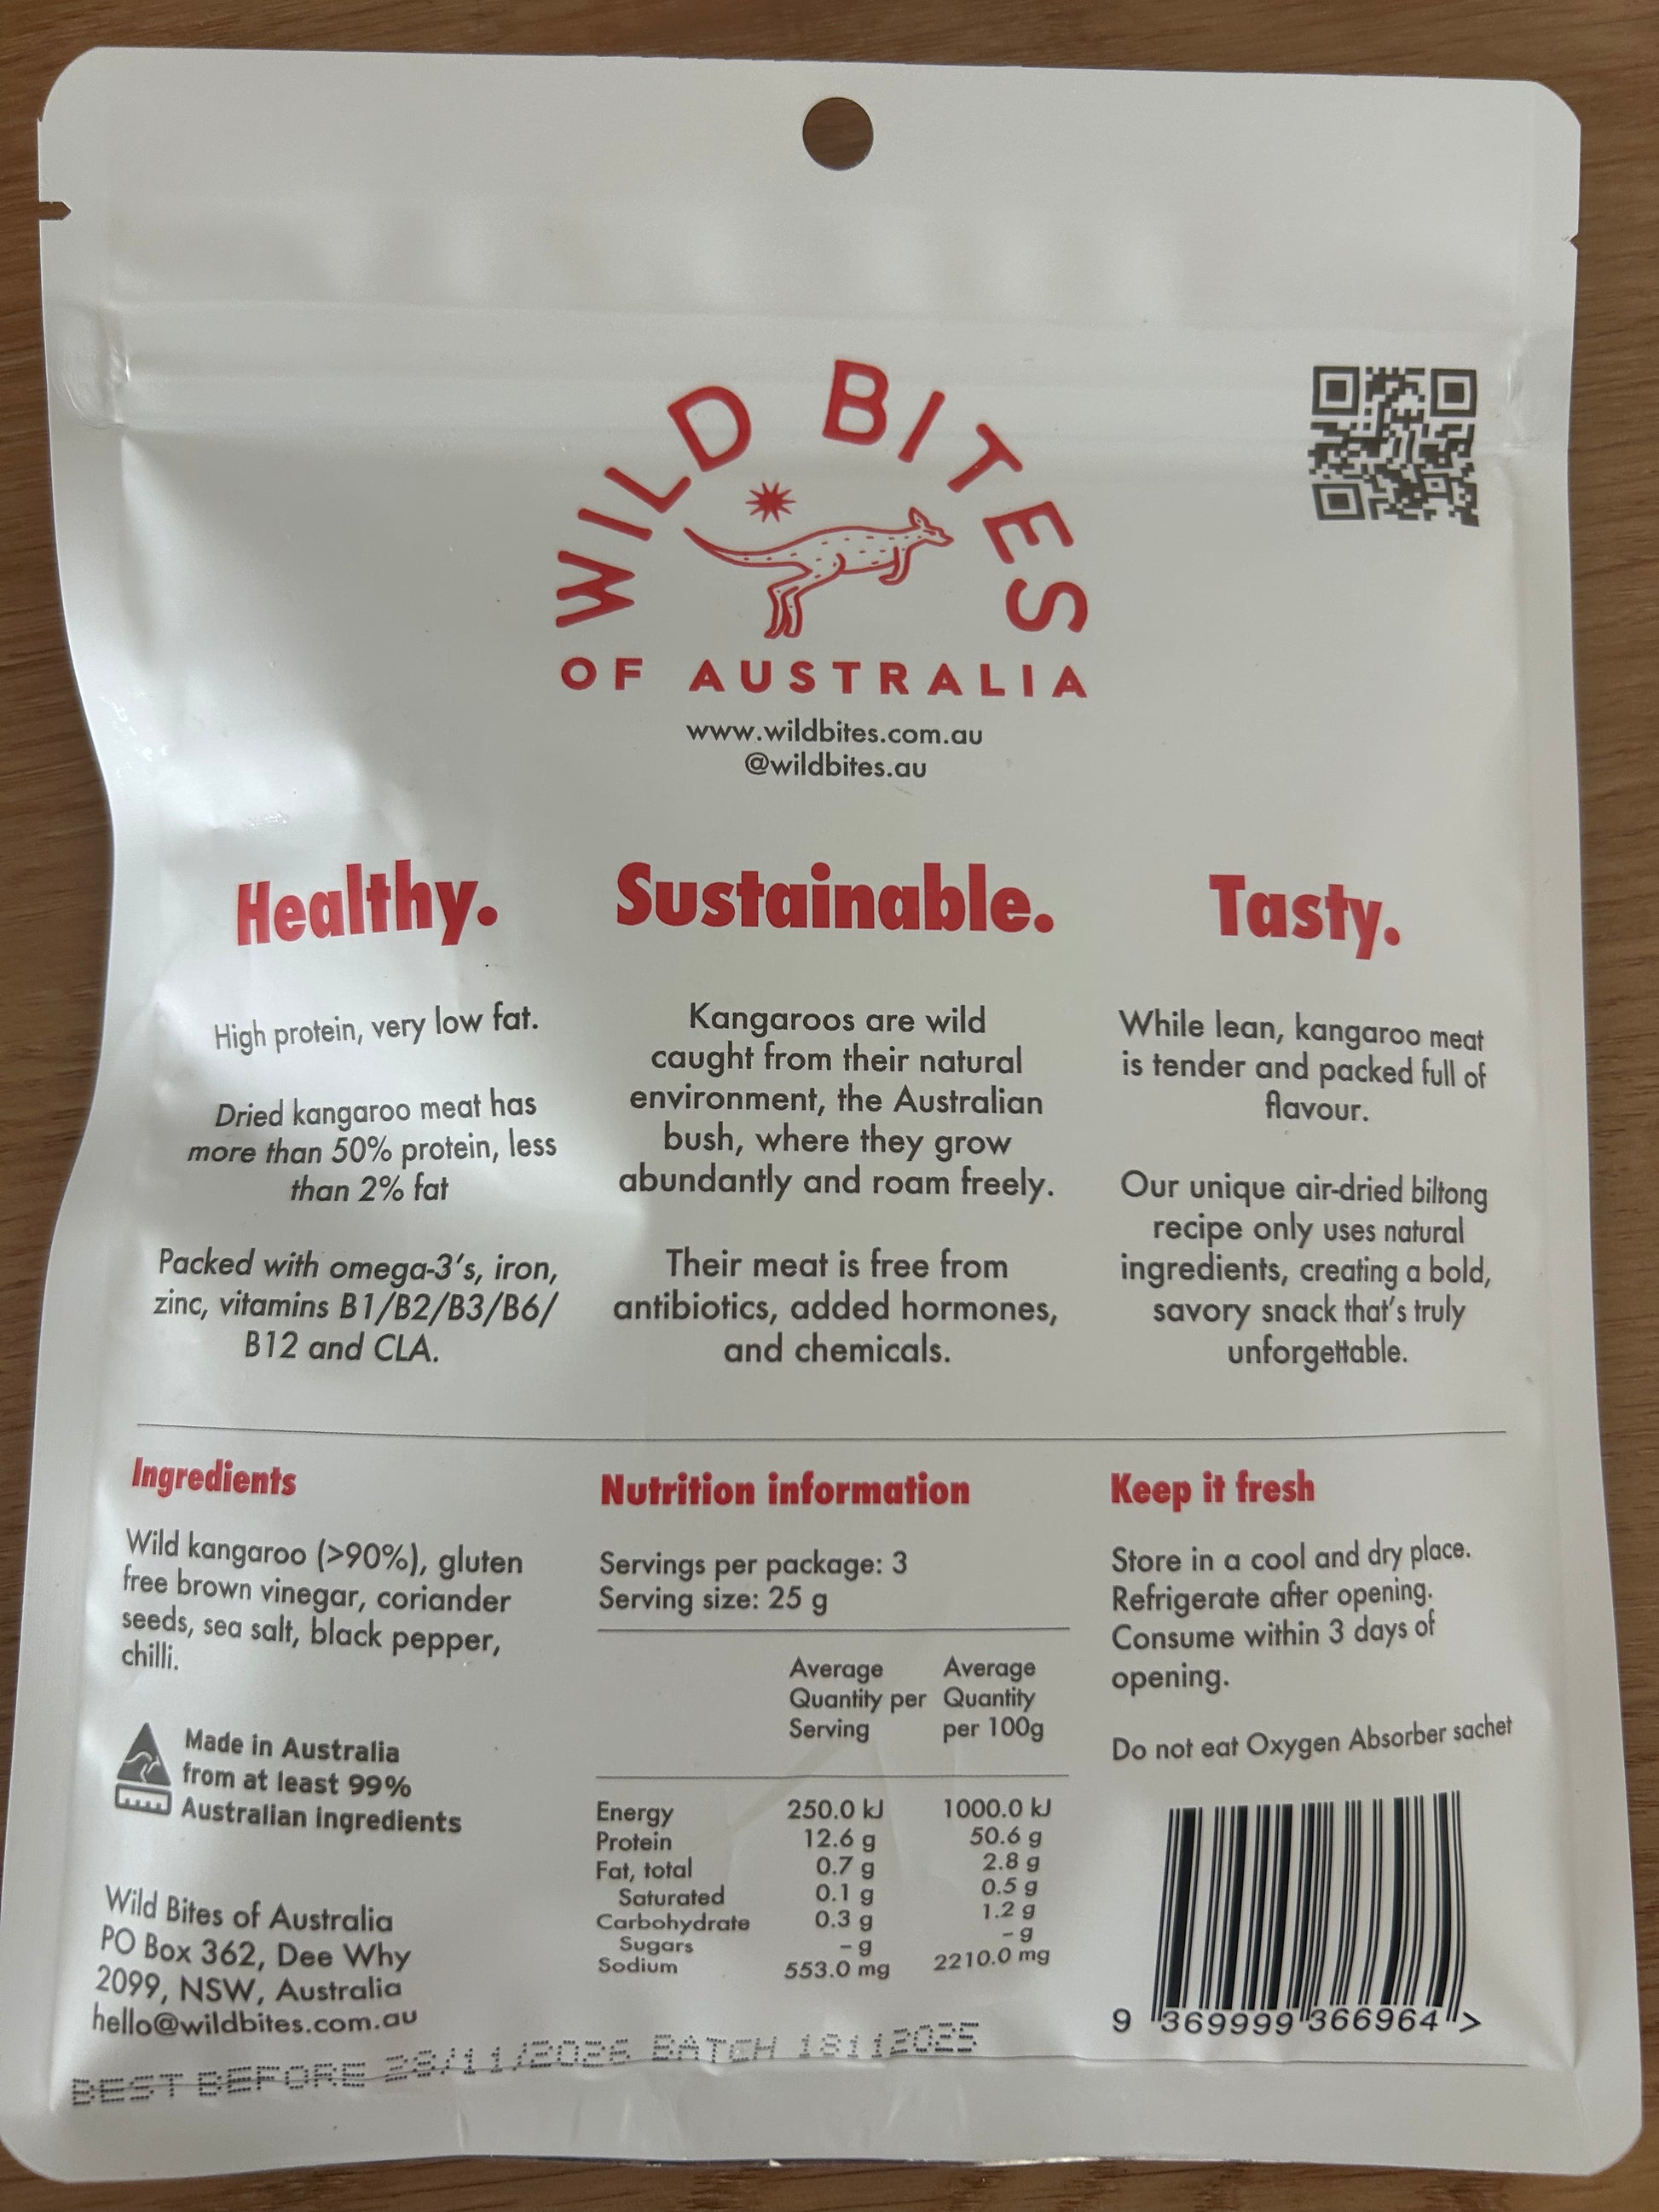 WILD BITES
OF AUSTRALIA
www.wildbites.com.au
@wildbites.au
Healthy.
High protein, very low fat.
Dried kangaroo meat has
more than 50% protein, less
than 2% fat
Packed with omega-3's, iron,
zinc, vitamins B1/B2/B3/B6/
B12 and CLA.
Sustainable.
Kangaroos are wild
caught from their natural
environment, the Australian
bush, where they grow
abundantly and roam freely.
Their meat is free from
antibiotics, added hormones,
and chemicals.
Tasty.
While lean, kangaroo meat
is tender and packed full of
flavour.
Our unique air-dried biltong
recipe only uses natural
ingredients, creating a bold,
savory snack that's truly
unforgettable.
Ingredients
Wild kangaroo (>90%), gluten
free brown vinegar, coriander
seeds, sea salt, black pepper,
chilli.
Made in Australia
from at least 99%
Australian ingredients
Wild Bites of Australia
PO Box 362, Dee Why
2099, NSW, Australia
hello@wildbites.com.au
Nutrition information
Servings per package: 3
Serving size: 25 g
Average Average
Quantity per Quantity
Serving per 100g
Energy 250.0 kJ 1000.0 kJ
Protein 12.6 g 50.6 g
Fat, total 0.7 g 2.8 g
Saturated 0.1 g 0.5 g
Carbohydrate 0.3 g 1.2 g
Sugars - g - g
Sodium 553.0 mg 2210.0 mg
Keep it fresh
Store in a cool and dry place.
Refrigerate after opening.
Consume within 3 days of
opening.
Do not eat Oxygen Absorber sachet
9 369999 366964 >
BEST BEFORE 28/11/2026 BATCH 18112025